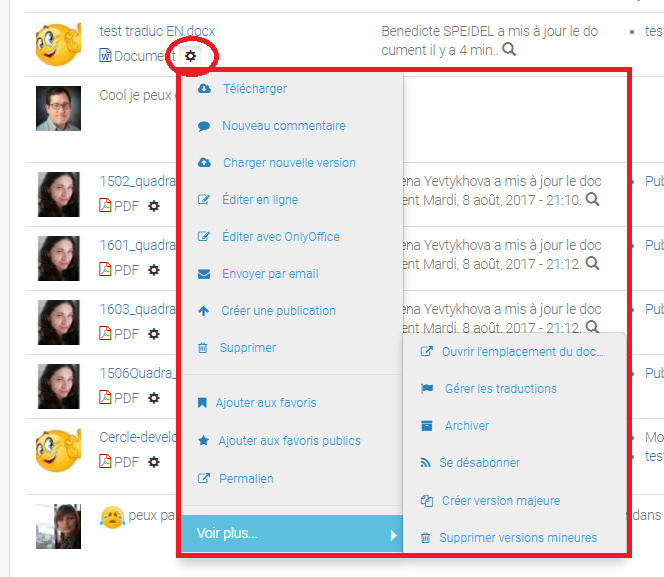 test traduc EN.docx
Benedicte SPEIDEL a mis à jour le do
cument il y a 4 min..
Document
Cool je peux
Télécharger
Nouveau commentaire
Charger nouvelle version
Éditer en ligne
Éditer avec OnlyOffice
Envoyer par email
Créer une publication
Supprimer
Ajouter aux favoris
Ajouter aux favoris publics
Permalien
Voir plus...
Ouvrir l'emplacement du doc...
Gérer les traductions
Archiver
Se désabonner
Créer version majeure
Supprimer versions mineures
1502_quadra
PDF
ena Yevtykhova a mis à jour le doc
ent Mardi, 8 août, 2017 - 21:10.
Pub
1601_quadra
PDF
ena Yevtykhova a mis à jour le doc
ent Mardi, 8 août, 2017 - 21:12.
Pub
1603_quadra
PDF
ena Yevtykhova a mis à jour le doc
ent Mardi, 8 août, 2017 - 21:12.
Pub
1506Quadra_
PDF
Pub
Cercle-develo
PDF
Mo
tes
peux pa
dans